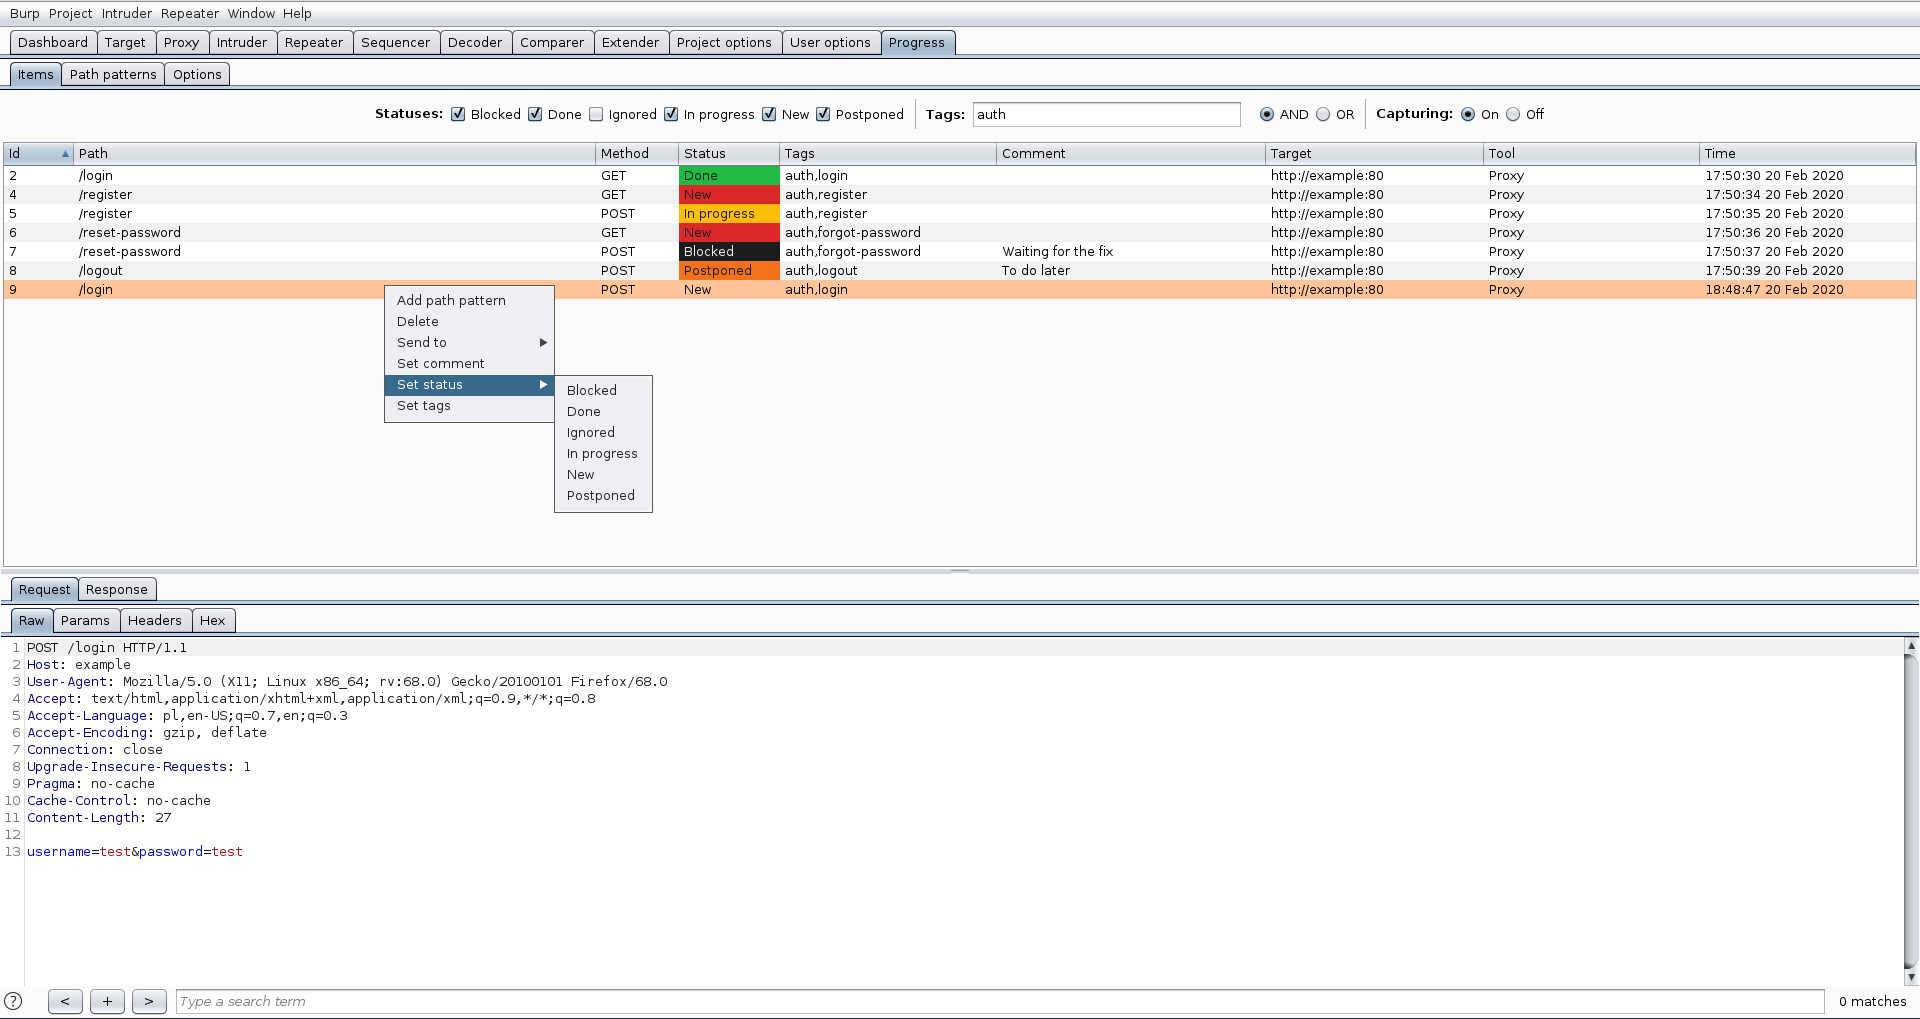 Burp Project Intruder Repeater Window Help
Dashboard Target Proxy Intruder Repeater Sequencer Decoder Comparer Extender Project options User options Progress
Items Path patterns Options
Statuses: Blocked Done Ignored In progress New Postponed Tags: auth AND OR Capturing: On Off
Id Path Method Status Tags Comment Target Tool Time
2 /login GET Done auth,login http://example:80 Proxy 17:50:30 20 Feb 2020
4 /register GET New auth,register http://example:80 Proxy 17:50:34 20 Feb 2020
5 /register POST In progress auth,register http://example:80 Proxy 17:50:35 20 Feb 2020
6 /reset-password GET New auth,forgot-password http://example:80 Proxy 17:50:36 20 Feb 2020
7 /reset-password POST Blocked auth,forgot-password Waiting for the fix http://example:80 Proxy 17:50:37 20 Feb 2020
8 /logout POST Postponed auth,logout To do later http://example:80 Proxy 17:50:39 20 Feb 2020
9 /login POST New auth,login http://example:80 Proxy 18:48:47 20 Feb 2020
Add path pattern
Delete
Send to
Set comment
Set status
Set tags
Blocked
Done
Ignored
In progress
New
Postponed
Request Response
Raw Params Headers Hex
1 POST /login HTTP/1.1
2 Host: example
3 User-Agent: Mozilla/5.0 (X11; Linux x86_64; rv:68.0) Gecko/20100101 Firefox/68.0
4 Accept: text/html,application/xhtml+xml,application/xml;q=0.9,*/*;q=0.8
5 Accept-Language: pl,en-US;q=0.7,en;q=0.3
6 Accept-Encoding: gzip, deflate
7 Connection: close
8 Upgrade-Insecure-Requests: 1
9 Pragma: no-cache
10 Cache-Control: no-cache
11 Content-Length: 27
12
13 username=test&password=test
? < + > Type a search term 0 matches